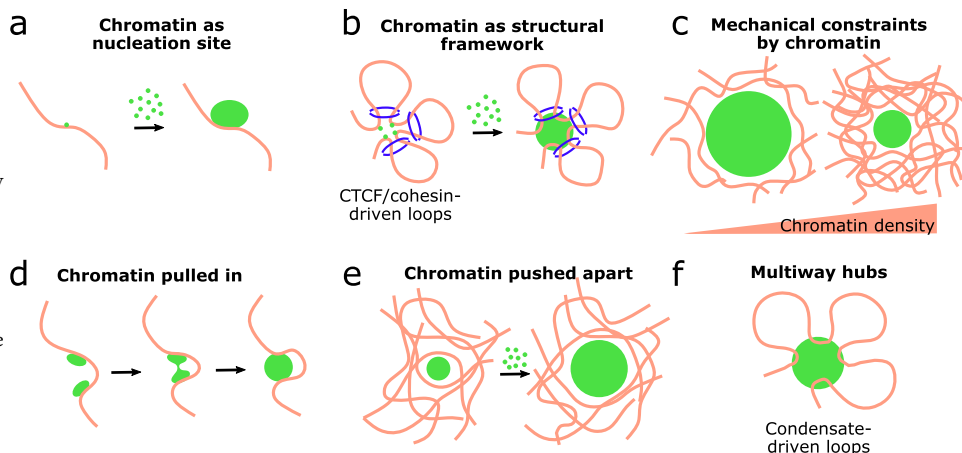 a
Chromatin as
nucleation site
b
Chromatin as structural
framework
CTCF/cohesin-
driven loops
c
Mechanical constraints
by chromatin
Chromatin density
y
d
Chromatin pulled in
e
Chromatin pushed apart
f
Multiway hubs
Condensate-
driven loops
e